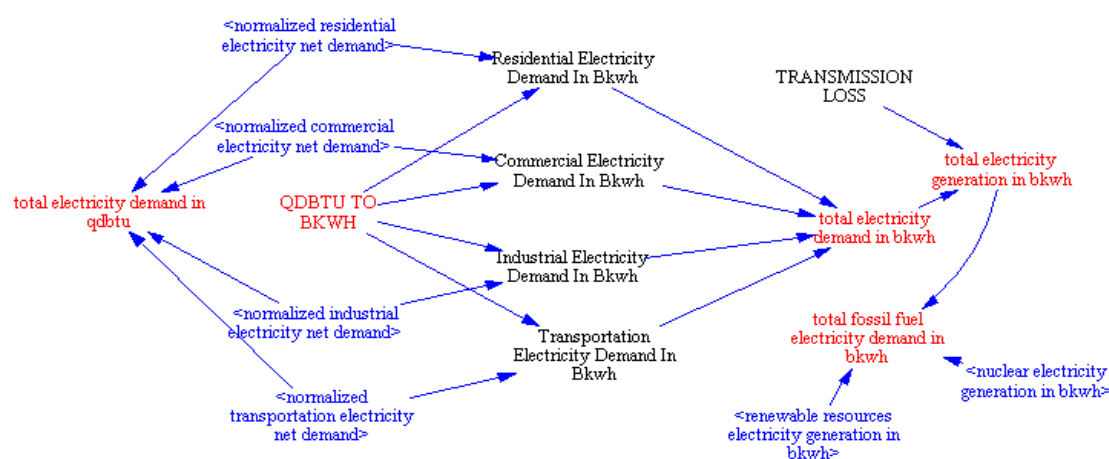 <normalized residential
electricity net demand>
Residential Electricity
Demand In Bkwh
TRANSMISSION
LOSS
<normalized commercial
electricity net demand>
Commercial Electricity
Demand In Bkwh
total electricity
generation in bkwh
total electricity demand in
qdbtu
QDBTU TO
BKWH
total electricity
demand in bkwh
Industrial Electricity
Demand In Bkwh
<normalized industrial
electricity net demand>
total fossil fuel
electricity demand in
bkwh
Transportation
Electricity Demand In
Bkwh
<nuclear electricity
generation in bkwh>
<normalized
transportation electricity
net demand>
<renewable resources
electricity generation in
bkwh>